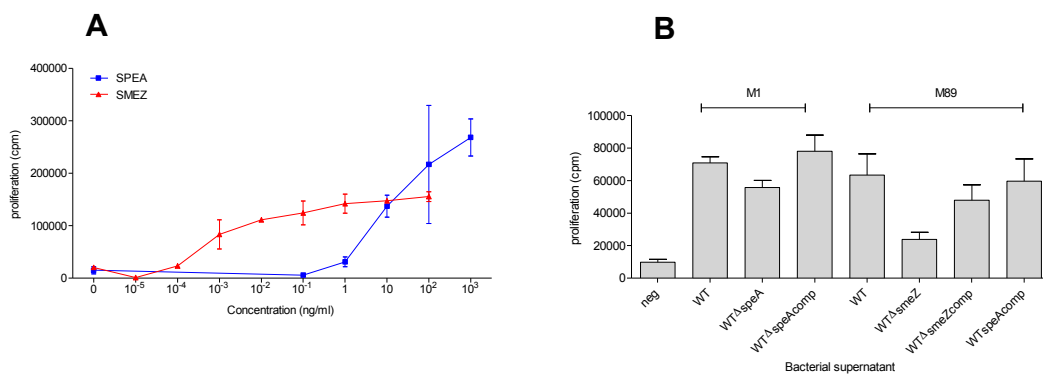 A
400000
300000
200000
100000
0
proliferation (cpm)
SPEA
SMEZ
0 10-5 10-4 10-3 10-2 10-1 1 10 10² 10³
Concentration (ng/ml)
B
M1 M89
100000
80000
60000
40000
20000
0
proliferation (cpm)
neg
WT
WTΔspeA
WTΔspeAcomp
WT
WTΔsmeZ
WTΔsmeZcomp
WTspeAcomp
Bacterial supernatant